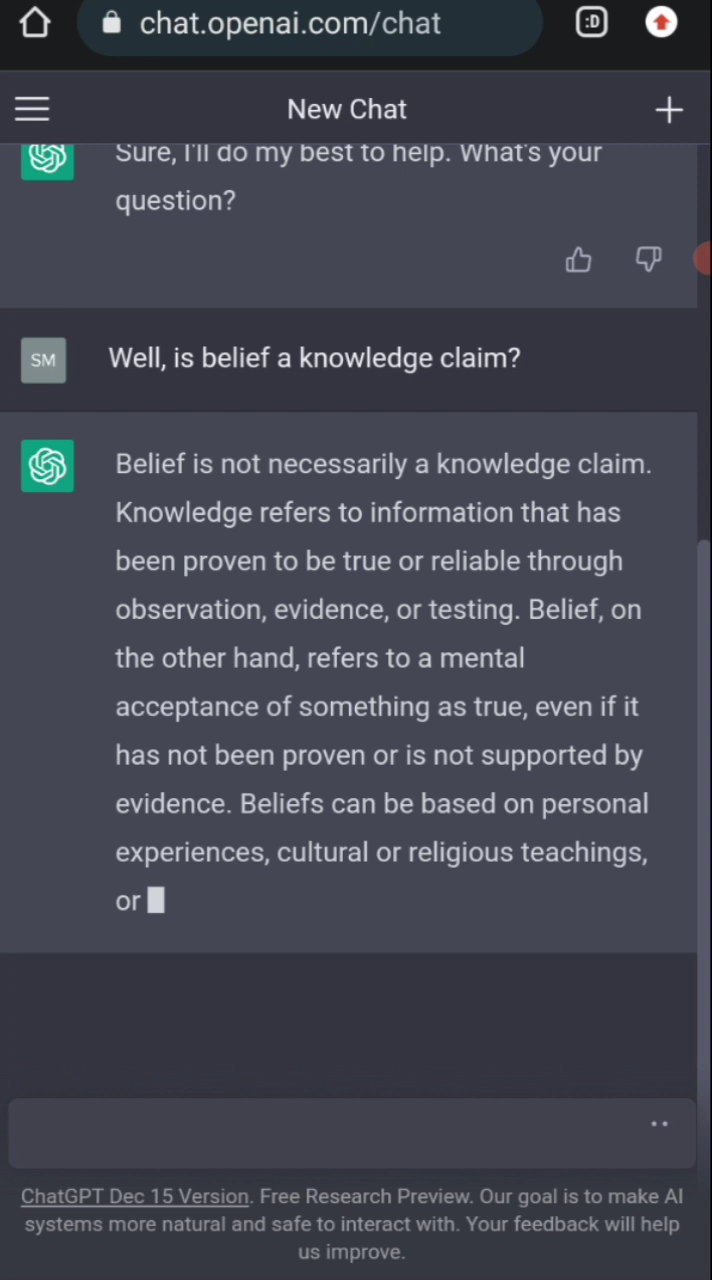 chat.openai.com/chat
:D
New Chat
Sure, I'll do my best to help. What's your
question?
SM
Well, is belief a knowledge claim?
Belief is not necessarily a knowledge claim.
Knowledge refers to information that has
been proven to be true or reliable through
observation, evidence, or testing. Belief, on
the other hand, refers to a mental
acceptance of something as true, even if it
has not been proven or is not supported by
evidence. Beliefs can be based on personal
experiences, cultural or religious teachings,
or
ChatGPT Dec 15 Version. Free Research Preview. Our goal is to make AI
systems more natural and safe to interact with. Your feedback will help
us improve.